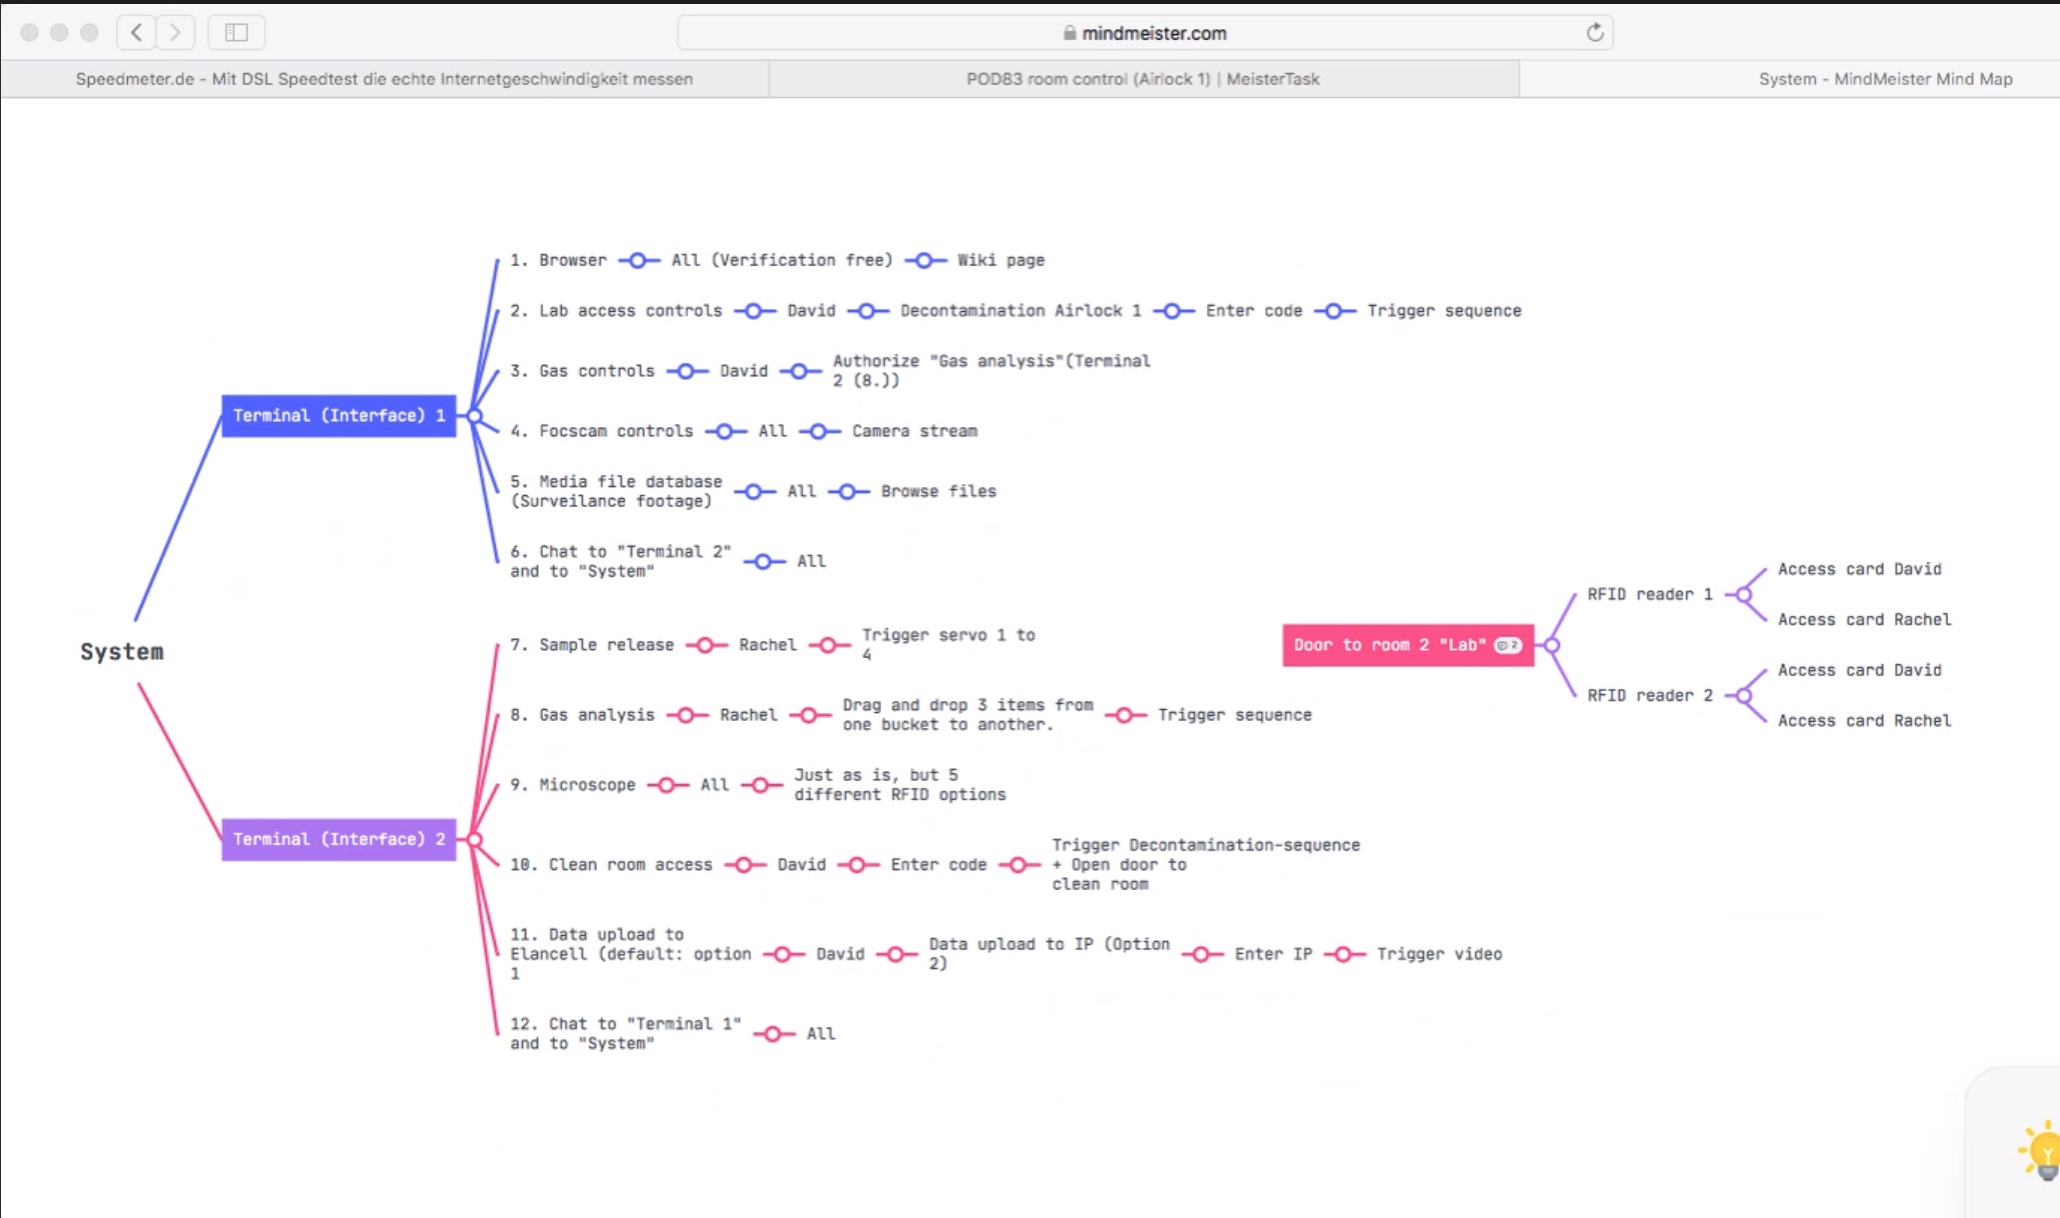 mindmeister.com
Speedmeter.de - Mit DSL Speedtest die echte Internetgeschwindigkeit messen
POD83 room control (Airlock 1) | MeisterTask
System - MindMeister Mind Map
System
Terminal (Interface) 1
1. Browser
All (Verification free)
Wiki page
2. Lab access controls
David
Decontamination Airlock 1
Enter code
Trigger sequence
3. Gas controls
David
Authorize "Gas analysis"(Terminal
2 (8.))
4. Focscam controls
All
Camera stream
5. Media file database
(Surveilance footage)
All
Browse files
6. Chat to "Terminal 2"
and to "System"
All
Terminal (Interface) 2
7. Sample release
Rachel
Trigger servo 1 to
4
8. Gas analysis
Rachel
Drag and drop 3 items from
one bucket to another.
Trigger sequence
9. Microscope
All
Just as is, but 5
different RFID options
10. Clean room access
David
Enter code
Trigger Decontamination-sequence
+ Open door to
clean room
11. Data upload to
Elancell (default: option
1
David
Data upload to IP (Option
2)
Enter IP
Trigger video
12. Chat to "Terminal 1"
and to "System"
All
Door to room 2 "Lab" 2
RFID reader 1
Access card David
Access card Rachel
RFID reader 2
Access card David
Access card Rachel